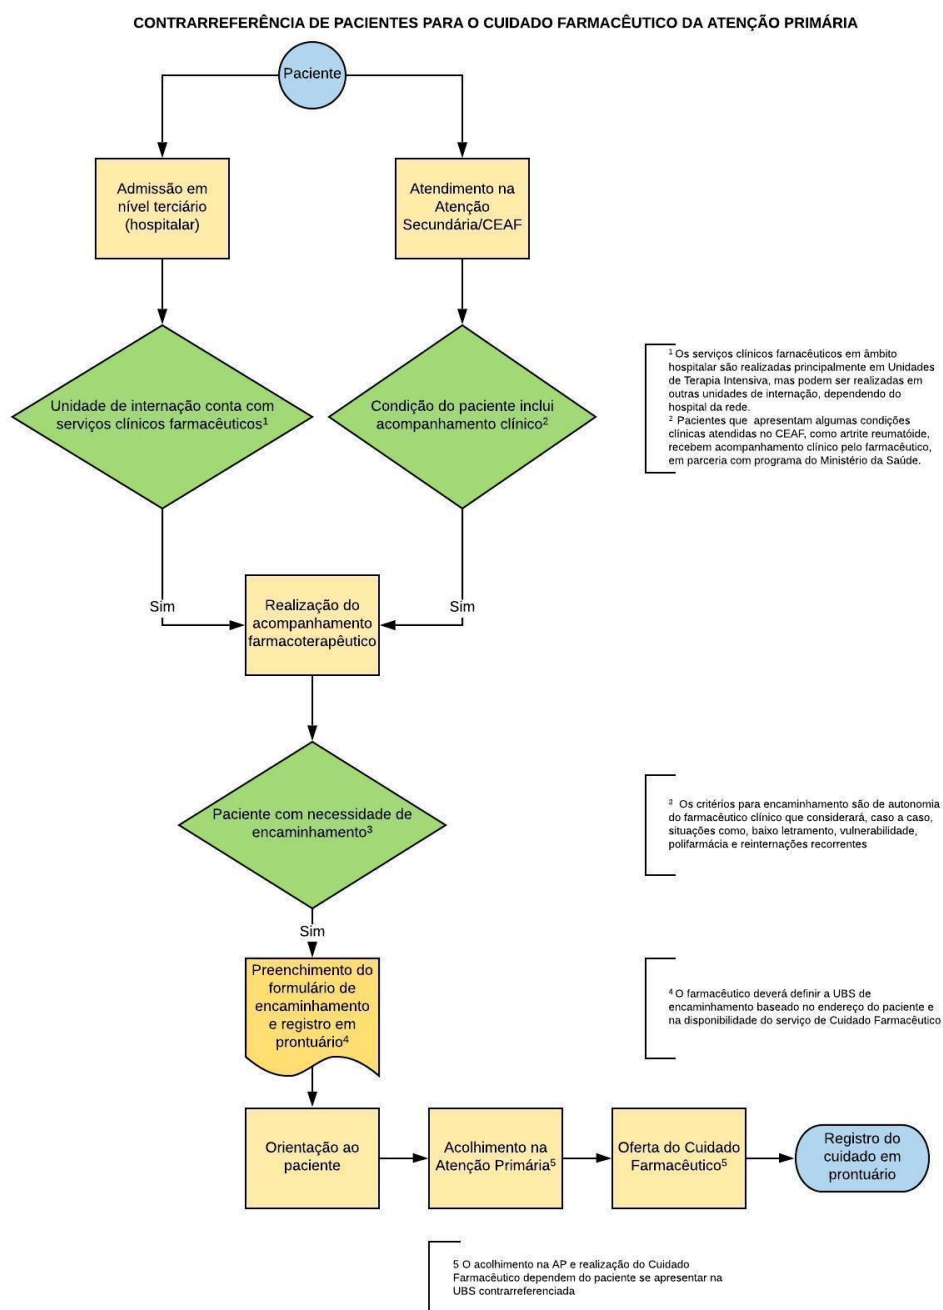 CONTRARREFERÊNCIA DE PACIENTES PARA O CUIDADO FARMACÊUTICO DA ATENÇÃO PRIMÁRIA
Paciente
Admissão em
nível terciário
(hospitalar)
Atendimento na
Atenção
Secundária/CEAF
Unidade de internação conta com
serviços clínicos farmacêuticos¹
Condição do paciente inclui
acompanhamento clínico²
¹ Os serviços clínicos farmacêuticos em âmbito
hospitalar são realizadas principalmente em Unidades
de Terapia Intensiva, mas podem ser realizadas em
outras unidades de internação, dependendo do
hospital da rede.
² Pacientes que apresentam algumas condições
clínicas atendidas no CEAF, como artrite reumatóide,
recebem acompanhamento clínico pelo farmacêutico,
em parceria com programa do Ministério da Saúde.
Sim
Sim
Realização do
acompanhamento
farmacoterapêutico
Paciente com necessidade de
encaminhamento³
³ Os critérios para encaminhamento são de autonomia
do farmacêutico clínico que considerará, caso a caso,
situações como, baixo letramento, vulnerabilidade,
polifarmácia e reinternações recorrentes
Sim
Preenchimento do
formulário de
encaminhamento
e registro em
prontuário⁴
⁴ O farmacêutico deverá definir a UBS de
encaminhamento baseado no endereço do paciente e
na disponibilidade do serviço de Cuidado Farmacêutico
Orientação ao
paciente
Acolhimento na
Atenção Primária⁵
Oferta do Cuidado
Farmacêutico⁵
Registro do
cuidado em
prontuário
5 O acolhimento na AP e realização do Cuidado
Farmacêutico dependem do paciente se apresentar na
UBS contrarreferenciada